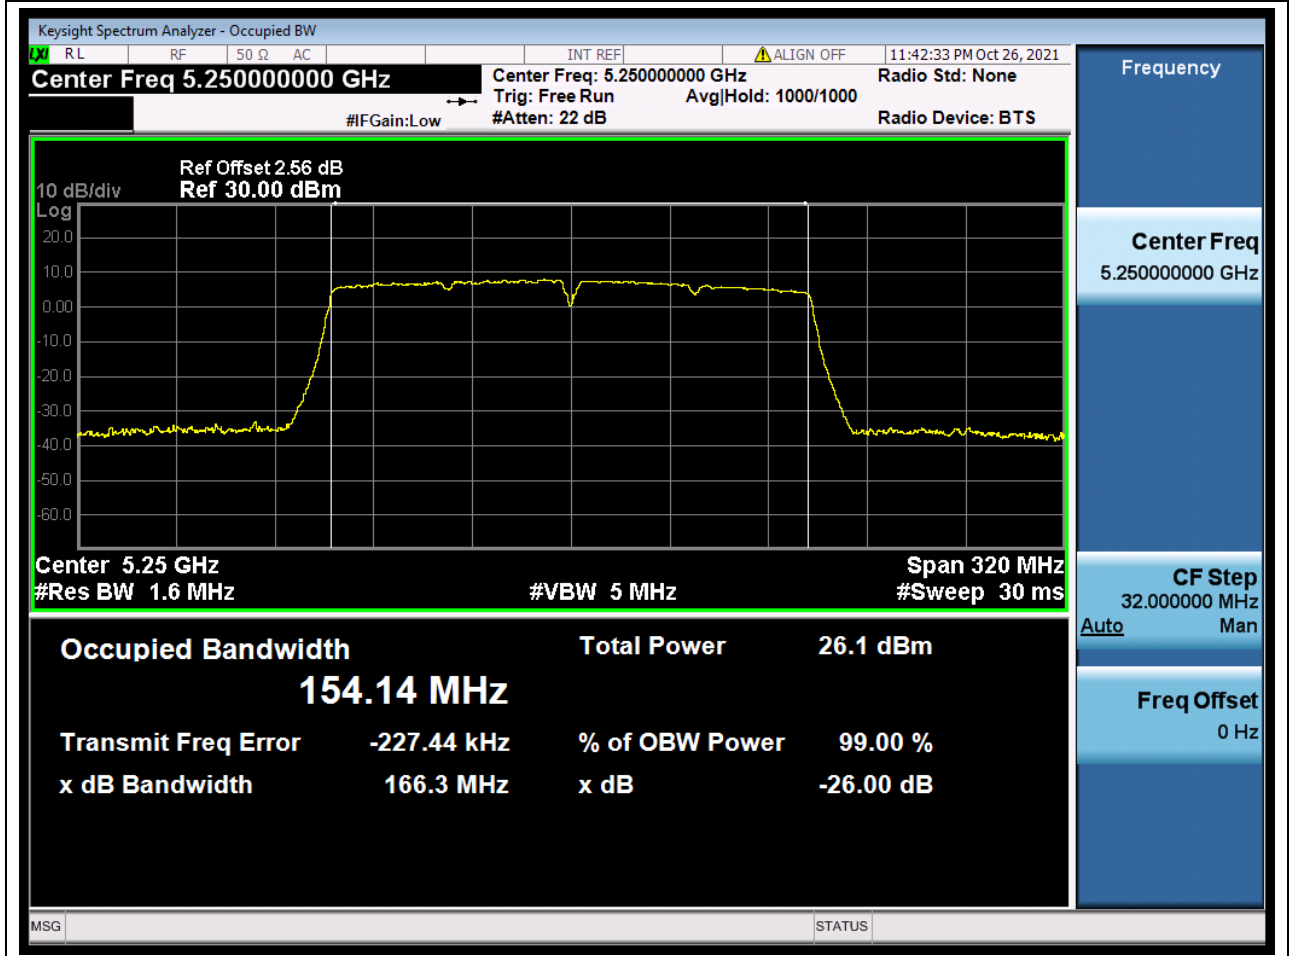 Keysight Spectrum Analyzer - Occupied BW
LXI RL RF 50 Ω AC INT REF ALIGN OFF 11:42:33 PM Oct 26, 2021
Center Freq 5.250000000 GHz
Center Freq: 5.250000000 GHz Radio Std: None
Trig: Free Run Avg|Hold: 1000/1000
#IFGain:Low #Atten: 22 dB Radio Device: BTS
Ref Offset 2.56 dB
10 dB/div Ref 30.00 dBm
Log
20.0
10.0
0.00
-10.0
-20.0
-30.0
-40.0
-50.0
-60.0
Center 5.25 GHz Span 320 MHz
#Res BW 1.6 MHz #VBW 5 MHz #Sweep 30 ms
Occupied Bandwidth Total Power 26.1 dBm
154.14 MHz
Transmit Freq Error -227.44 kHz % of OBW Power 99.00 %
x dB Bandwidth 166.3 MHz x dB -26.00 dB
Frequency
Center Freq
5.250000000 GHz
CF Step
32.000000 MHz
Auto Man
Freq Offset
0 Hz
MSG STATUS